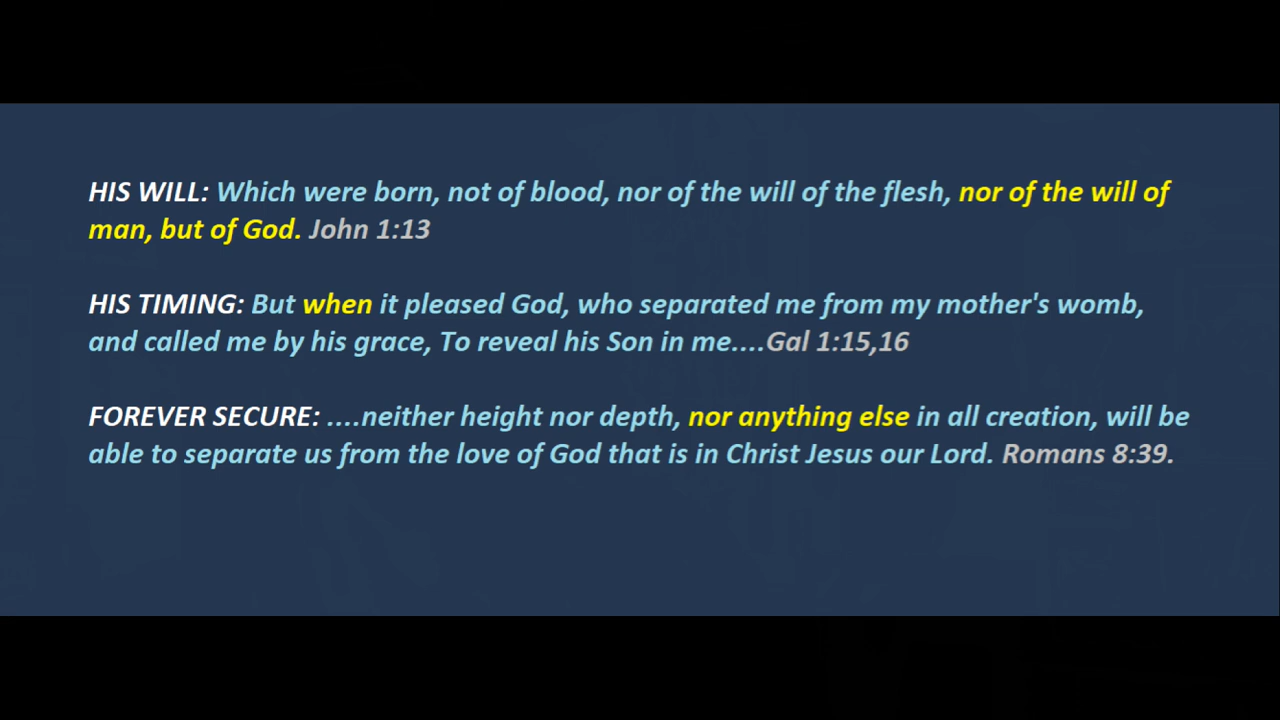 HIS WILL: Which were born, not of blood, nor of the will of the flesh, nor of the will of
man, but of God. John 1:13
HIS TIMING: But when it pleased God, who separated me from my mother's womb,
and called me by his grace, To reveal his Son in me....Gal 1:15,16
FOREVER SECURE: ....neither height nor depth, nor anything else in all creation, will be
able to separate us from the love of God that is in Christ Jesus our Lord. Romans 8:39.